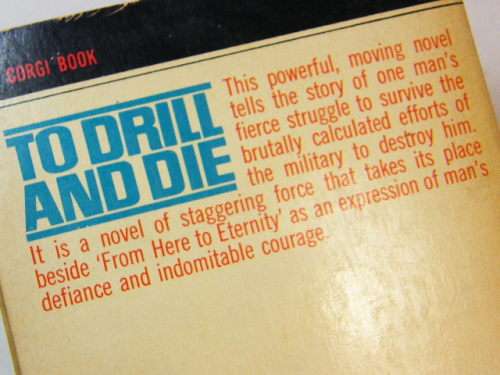 CORGI BOOK
TO DRILL
AND DIE
This powerful, moving novel
tells the story of one man's
fierce struggle to survive the
brutally calculated efforts of
the military to destroy him.
It is a novel of staggering force that takes its place
beside 'From Here to Eternity' as an expression of man's
defiance and indomitable courage.